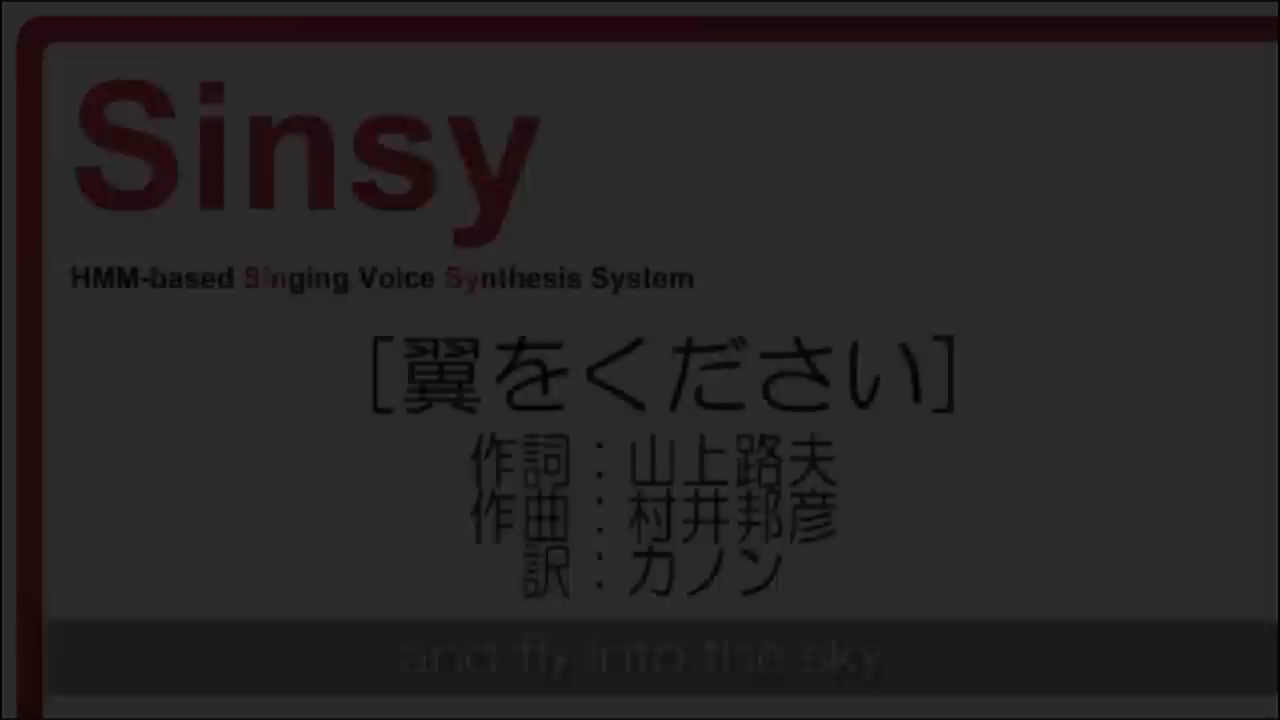 Sinsy
HMM-based Singing Voice Synthesis System
[翼をください]
作詞：山上路夫
作曲：村井邦彦
訳：カノン
and fly into the sky